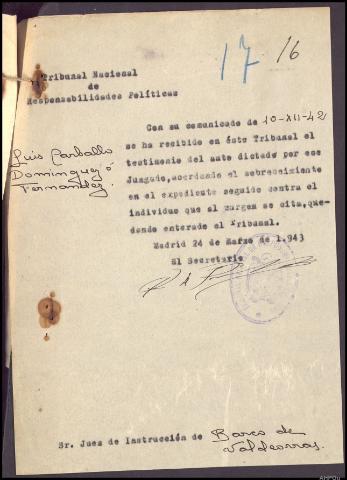 17 16
Tribunal Nacional
de
Responsabilidades Políticas
Luis Carballo
Dominguez ó
Fernandez.
Con su comunicado de 10-XII-42
se ha recibido en éste Tribunal el
testimonio del auto dictado por ese
Juzgado, acordando el sobreseimiento
en el expediente seguido contra el
individuo que al margen se cita, que-
dando enterado el Tribunal.
Madrid 24 de Marzo de 1.943
El Secretario
Sr. Juez de Instrucción de Barco de
Valdeorras.